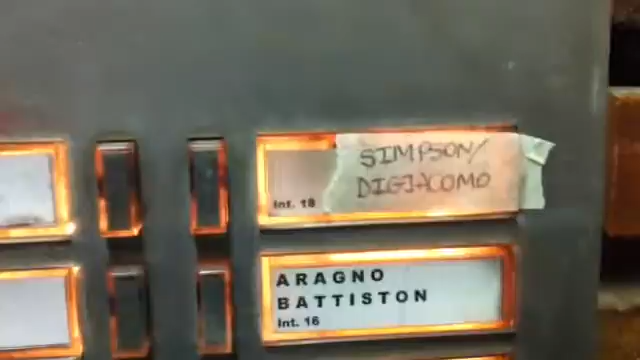 SIMPSON/
DIGIACOMO
Int. 18
ARAGNO
BATTISTON
Int. 16